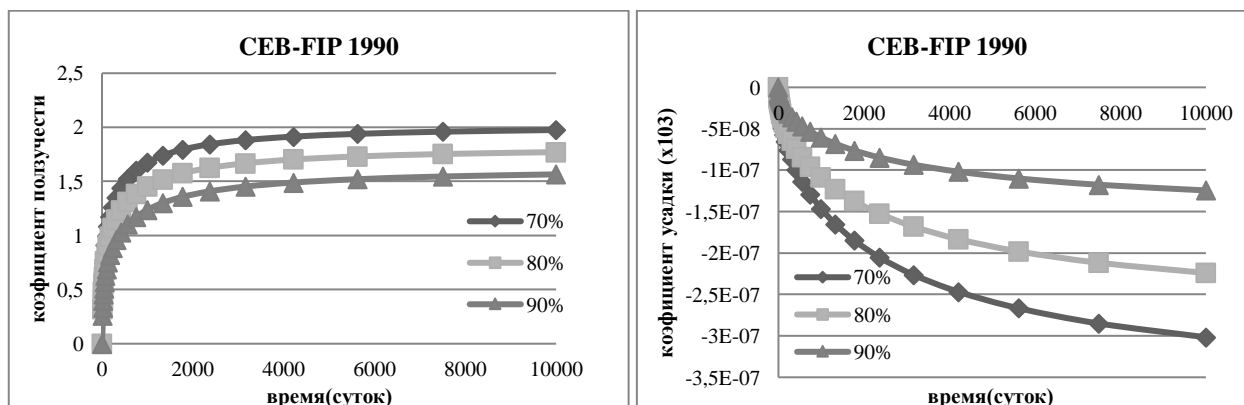 CEB-FIP 1990
2,5
2
1,5
1
0,5
0
0 2000 4000 6000 8000 10000
коэфициент ползучести
время(суток)
70%
80%
90%
CEB-FIP 1990
0
-5E-08
-1E-07
-1,5E-07
-2E-07
-2,5E-07
-3E-07
-3,5E-07
0 2000 4000 6000 8000 10000
коэфициент усадки (x103)
время(суток)
70%
80%
90%